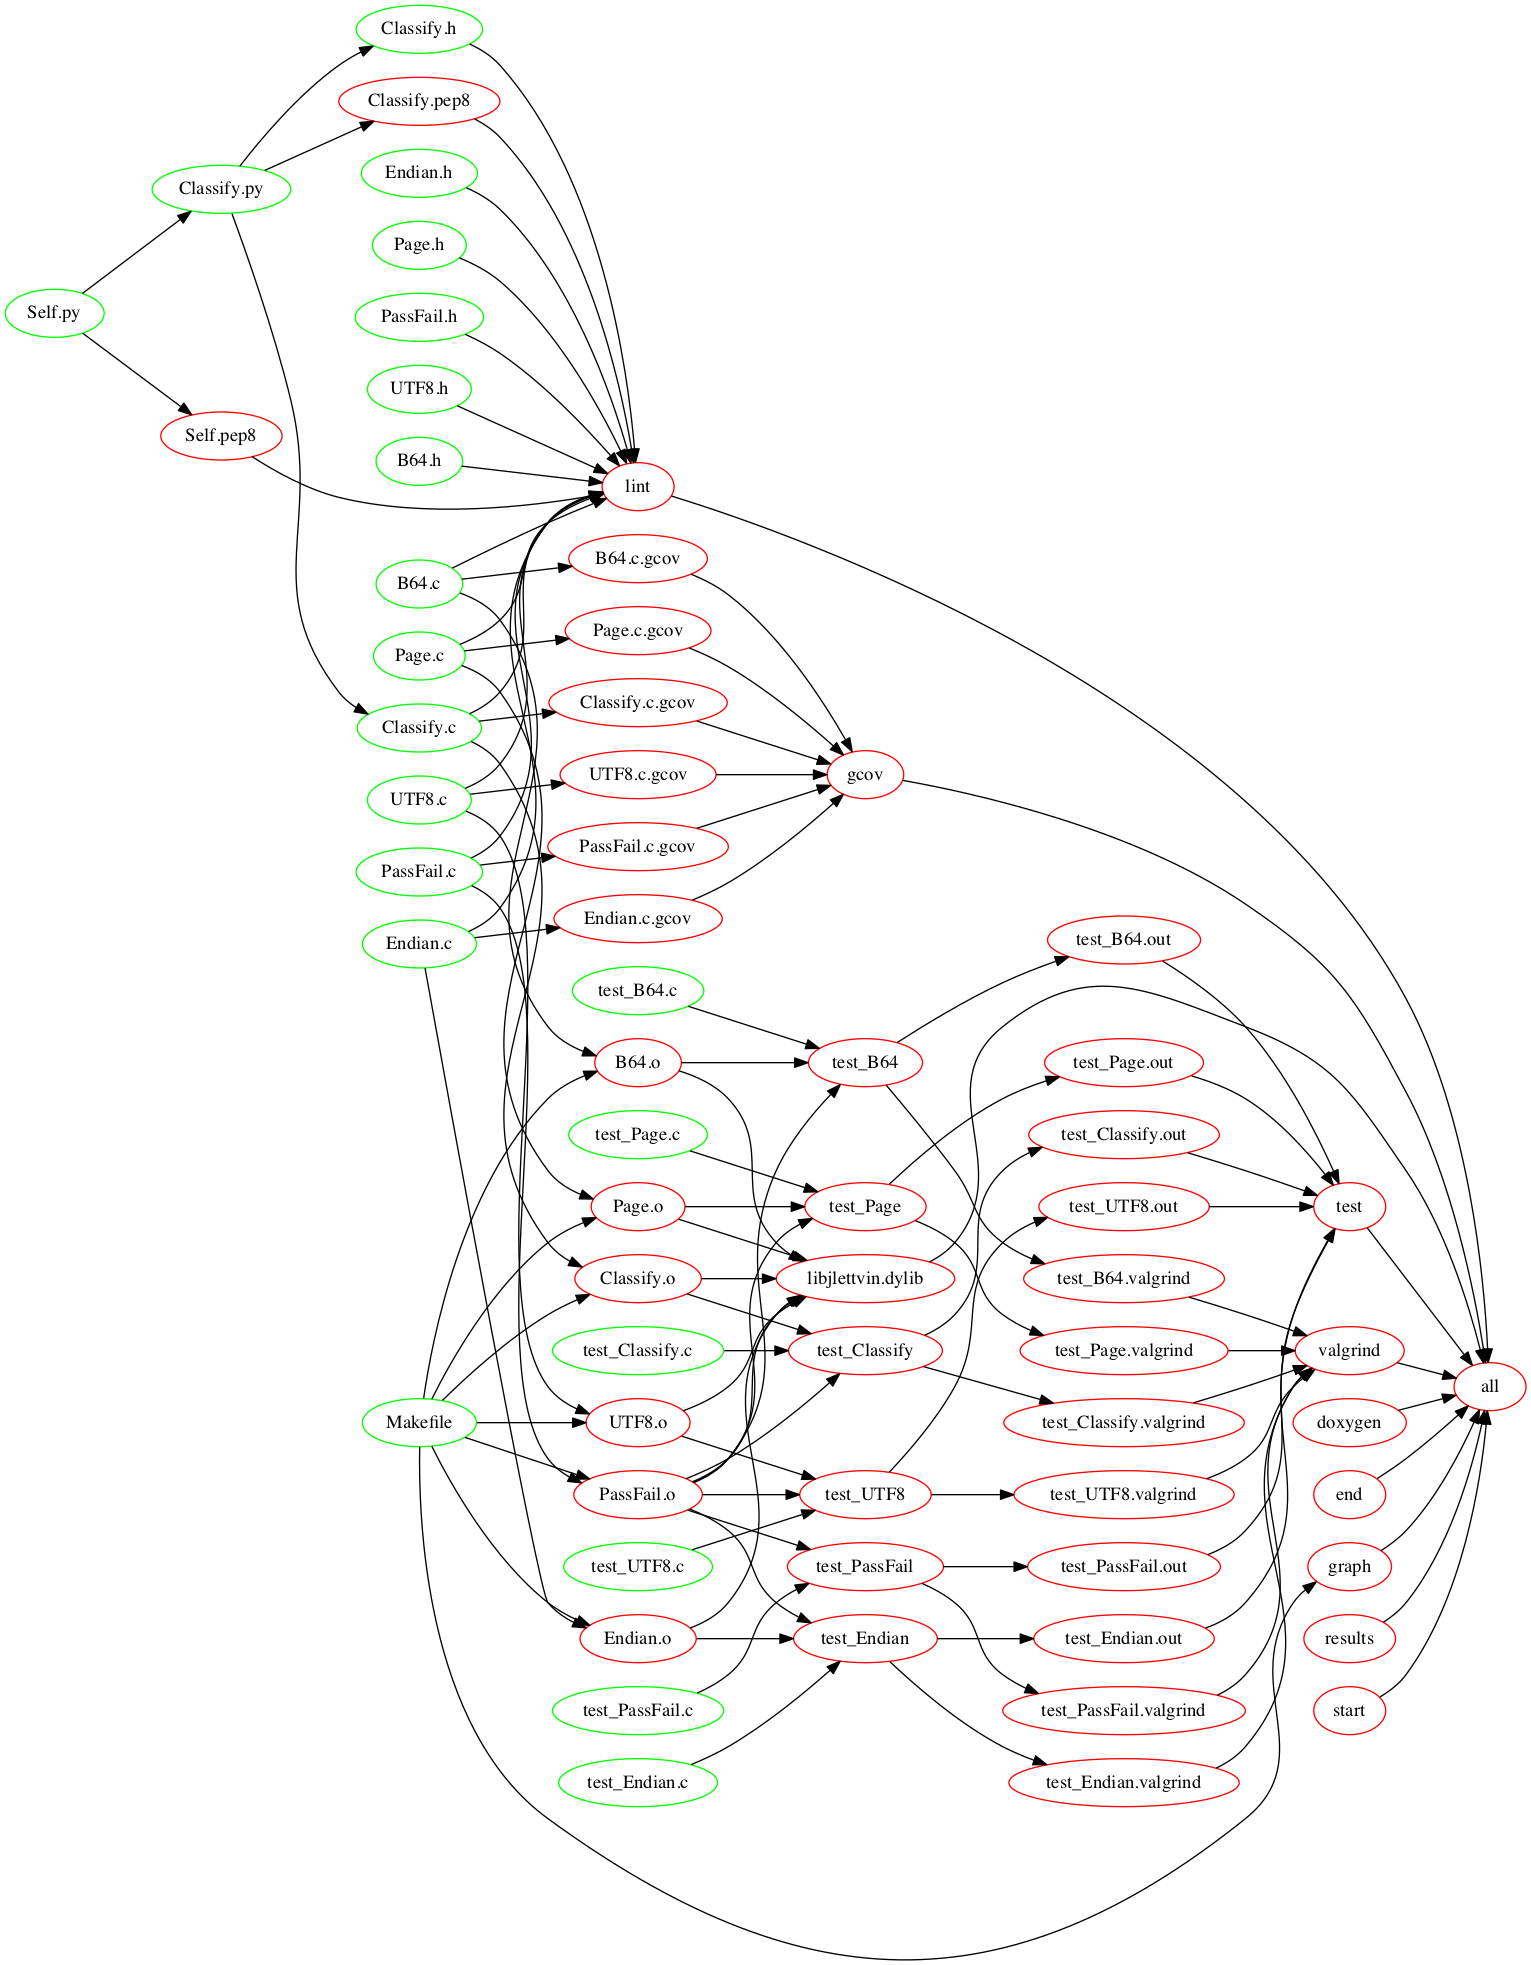 Self.py
Classify.py
Self.pep8
Classify.h
Classify.pep8
Endian.h
Page.h
PassFail.h
UTF8.h
B64.h
B64.c
Page.c
Classify.c
UTF8.c
PassFail.c
Endian.c
Makefile
lint
B64.c.gcov
Page.c.gcov
Classify.c.gcov
UTF8.c.gcov
PassFail.c.gcov
Endian.c.gcov
test_B64.c
B64.o
test_Page.c
Page.o
Classify.o
test_Classify.c
UTF8.o
PassFail.o
test_UTF8.c
Endian.o
test_PassFail.c
test_Endian.c
gcov
test_B64
test_Page
libjlettvin.dylib
test_Classify
test_UTF8
test_PassFail
test_Endian
test_B64.out
test_Page.out
test_Classify.out
test_UTF8.out
test_B64.valgrind
test_Page.valgrind
test_Classify.valgrind
test_UTF8.valgrind
test_PassFail.out
test_Endian.out
test_PassFail.valgrind
test_Endian.valgrind
test
valgrind
doxygen
end
graph
results
start
all